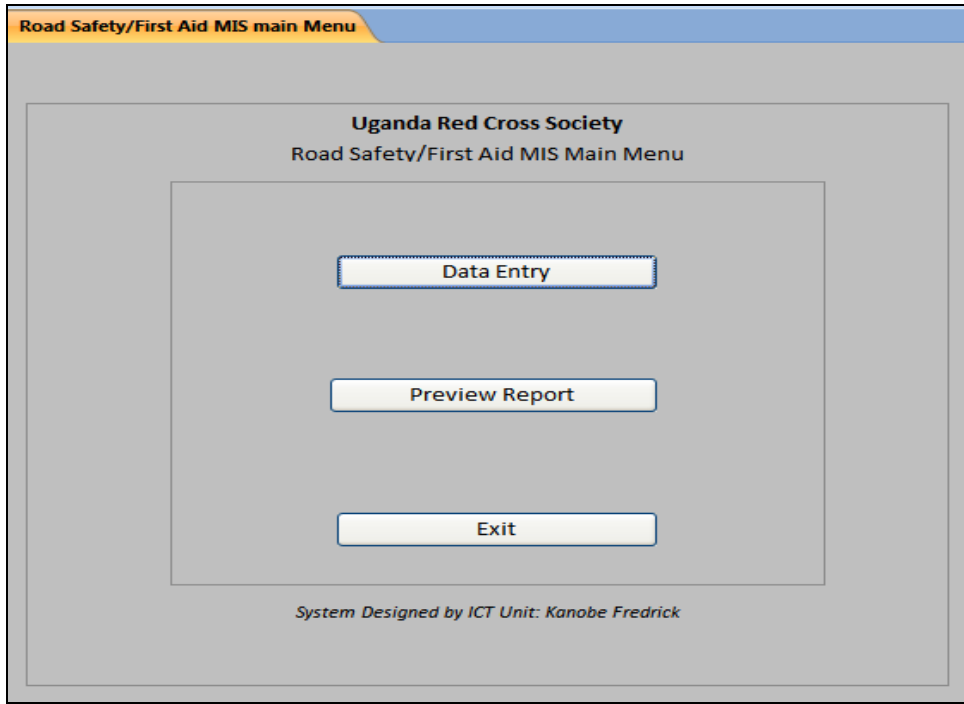 Road Safety/First Aid MIS main Menu
Uganda Red Cross Society
Road Safety/First Aid MIS Main Menu
Data Entry
Preview Report
Exit
System Designed by ICT Unit: Kanobe Fredrick